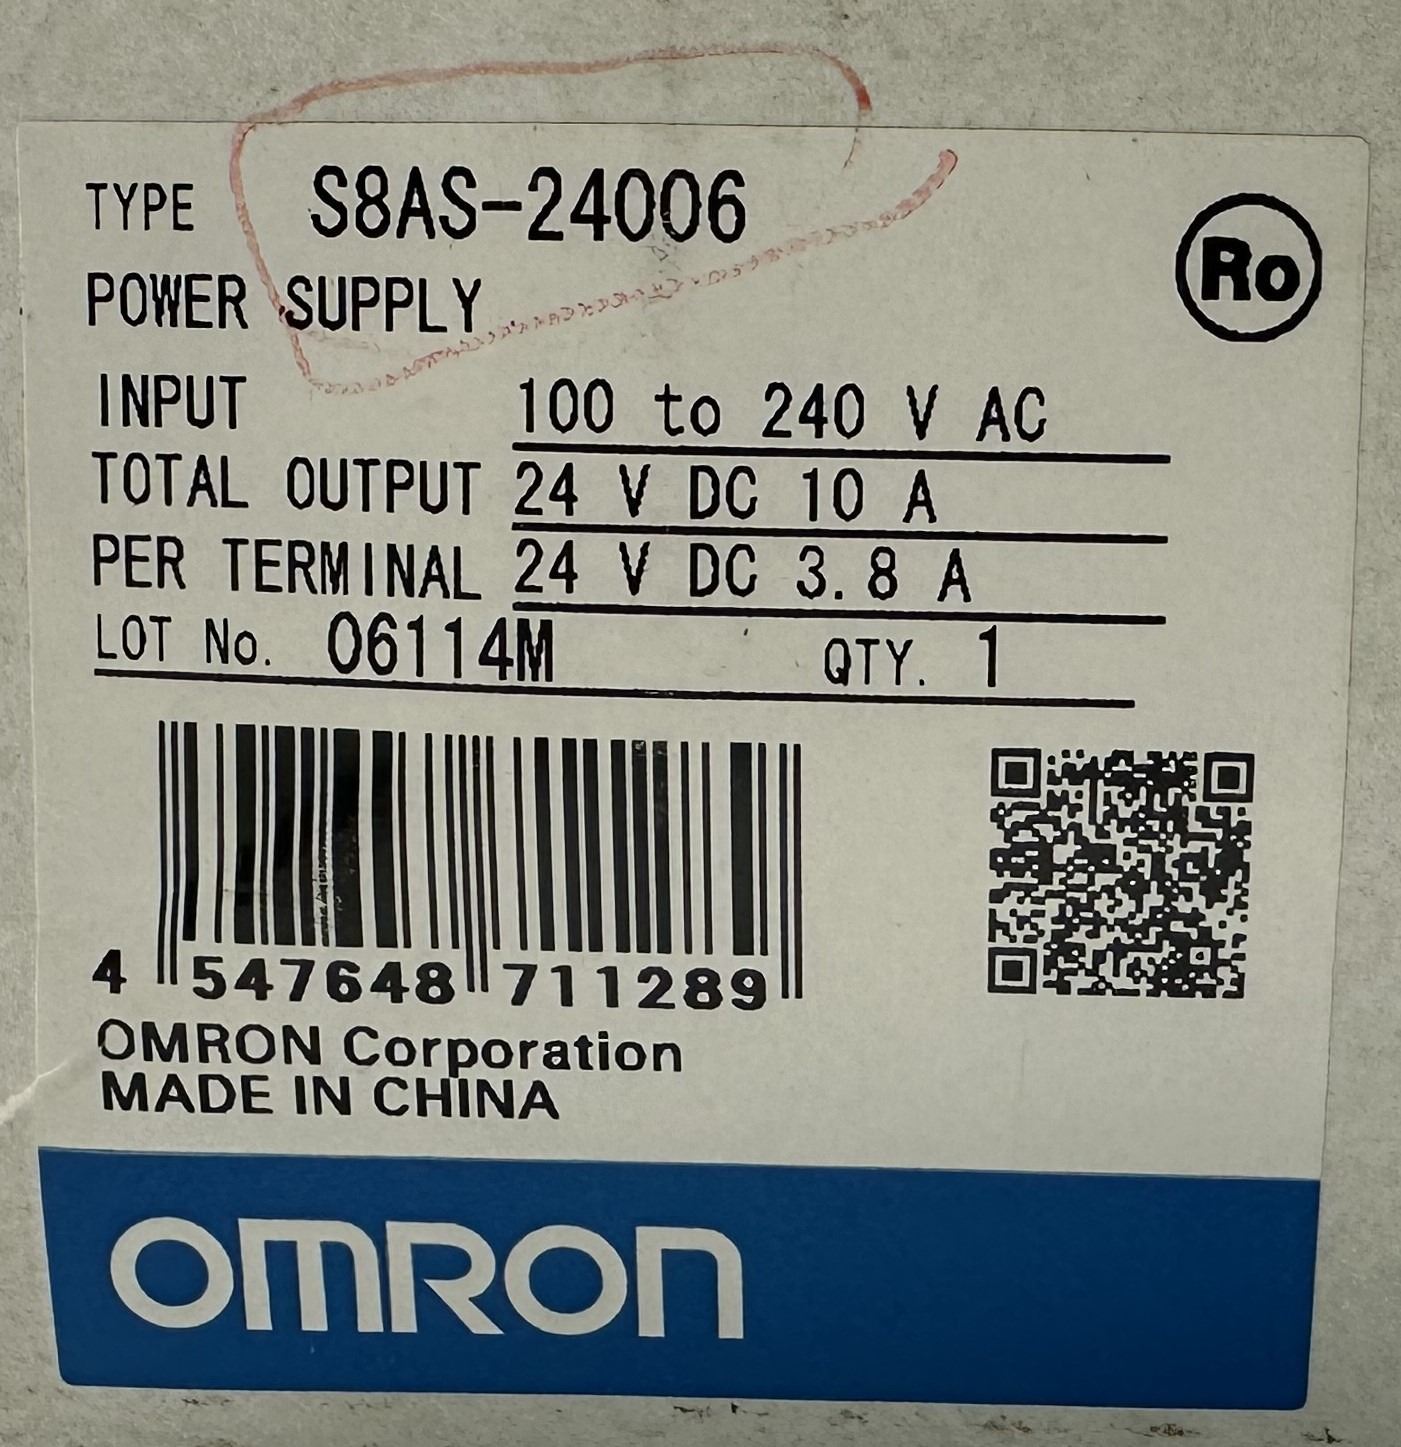 TYPE S8AS-24006
Ro
POWER SUPPLY
INPUT 100 to 240 V AC
TOTAL OUTPUT 24 V DC 10 A
PER TERMINAL 24 V DC 3.8 A
LOT No. 06114M QTY. 1
4 547648 711289
OMRON Corporation
MADE IN CHINA
OMRON